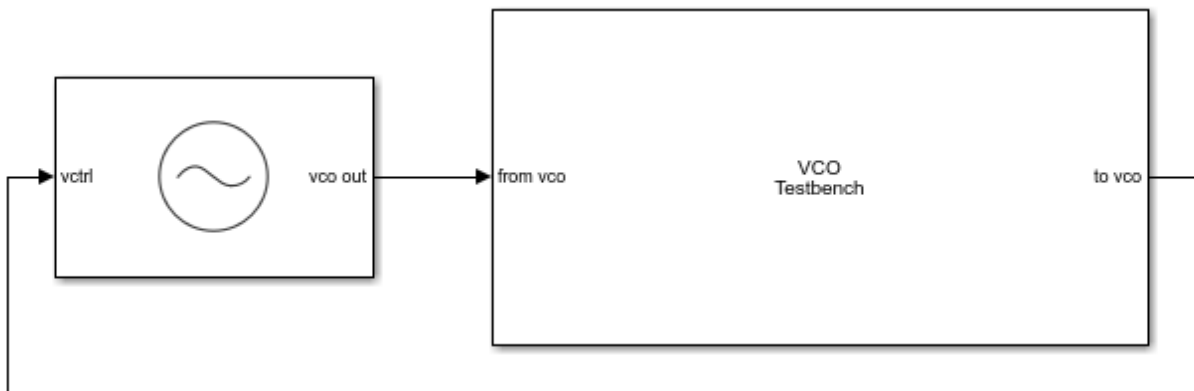 vctrl
vco out
from vco
VCO
Testbench
to vco